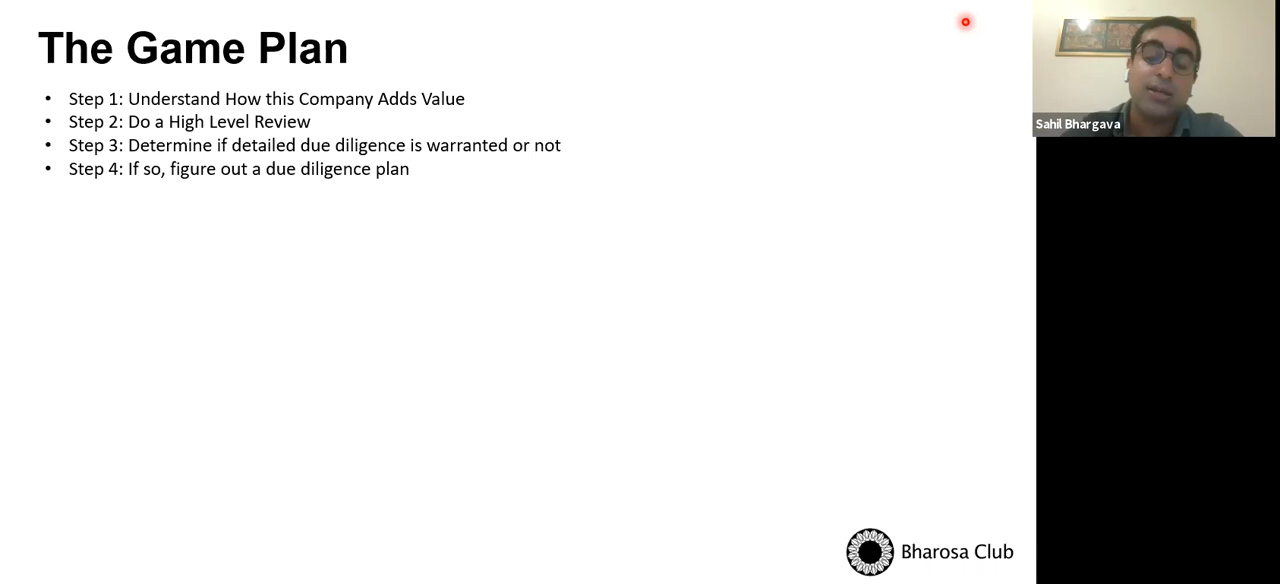 The Game Plan
• Step 1: Understand How this Company Adds Value
• Step 2: Do a High Level Review
• Step 3: Determine if detailed due diligence is warranted or not
• Step 4: If so, figure out a due diligence plan
Sahil Bhargava
Bharosa Club